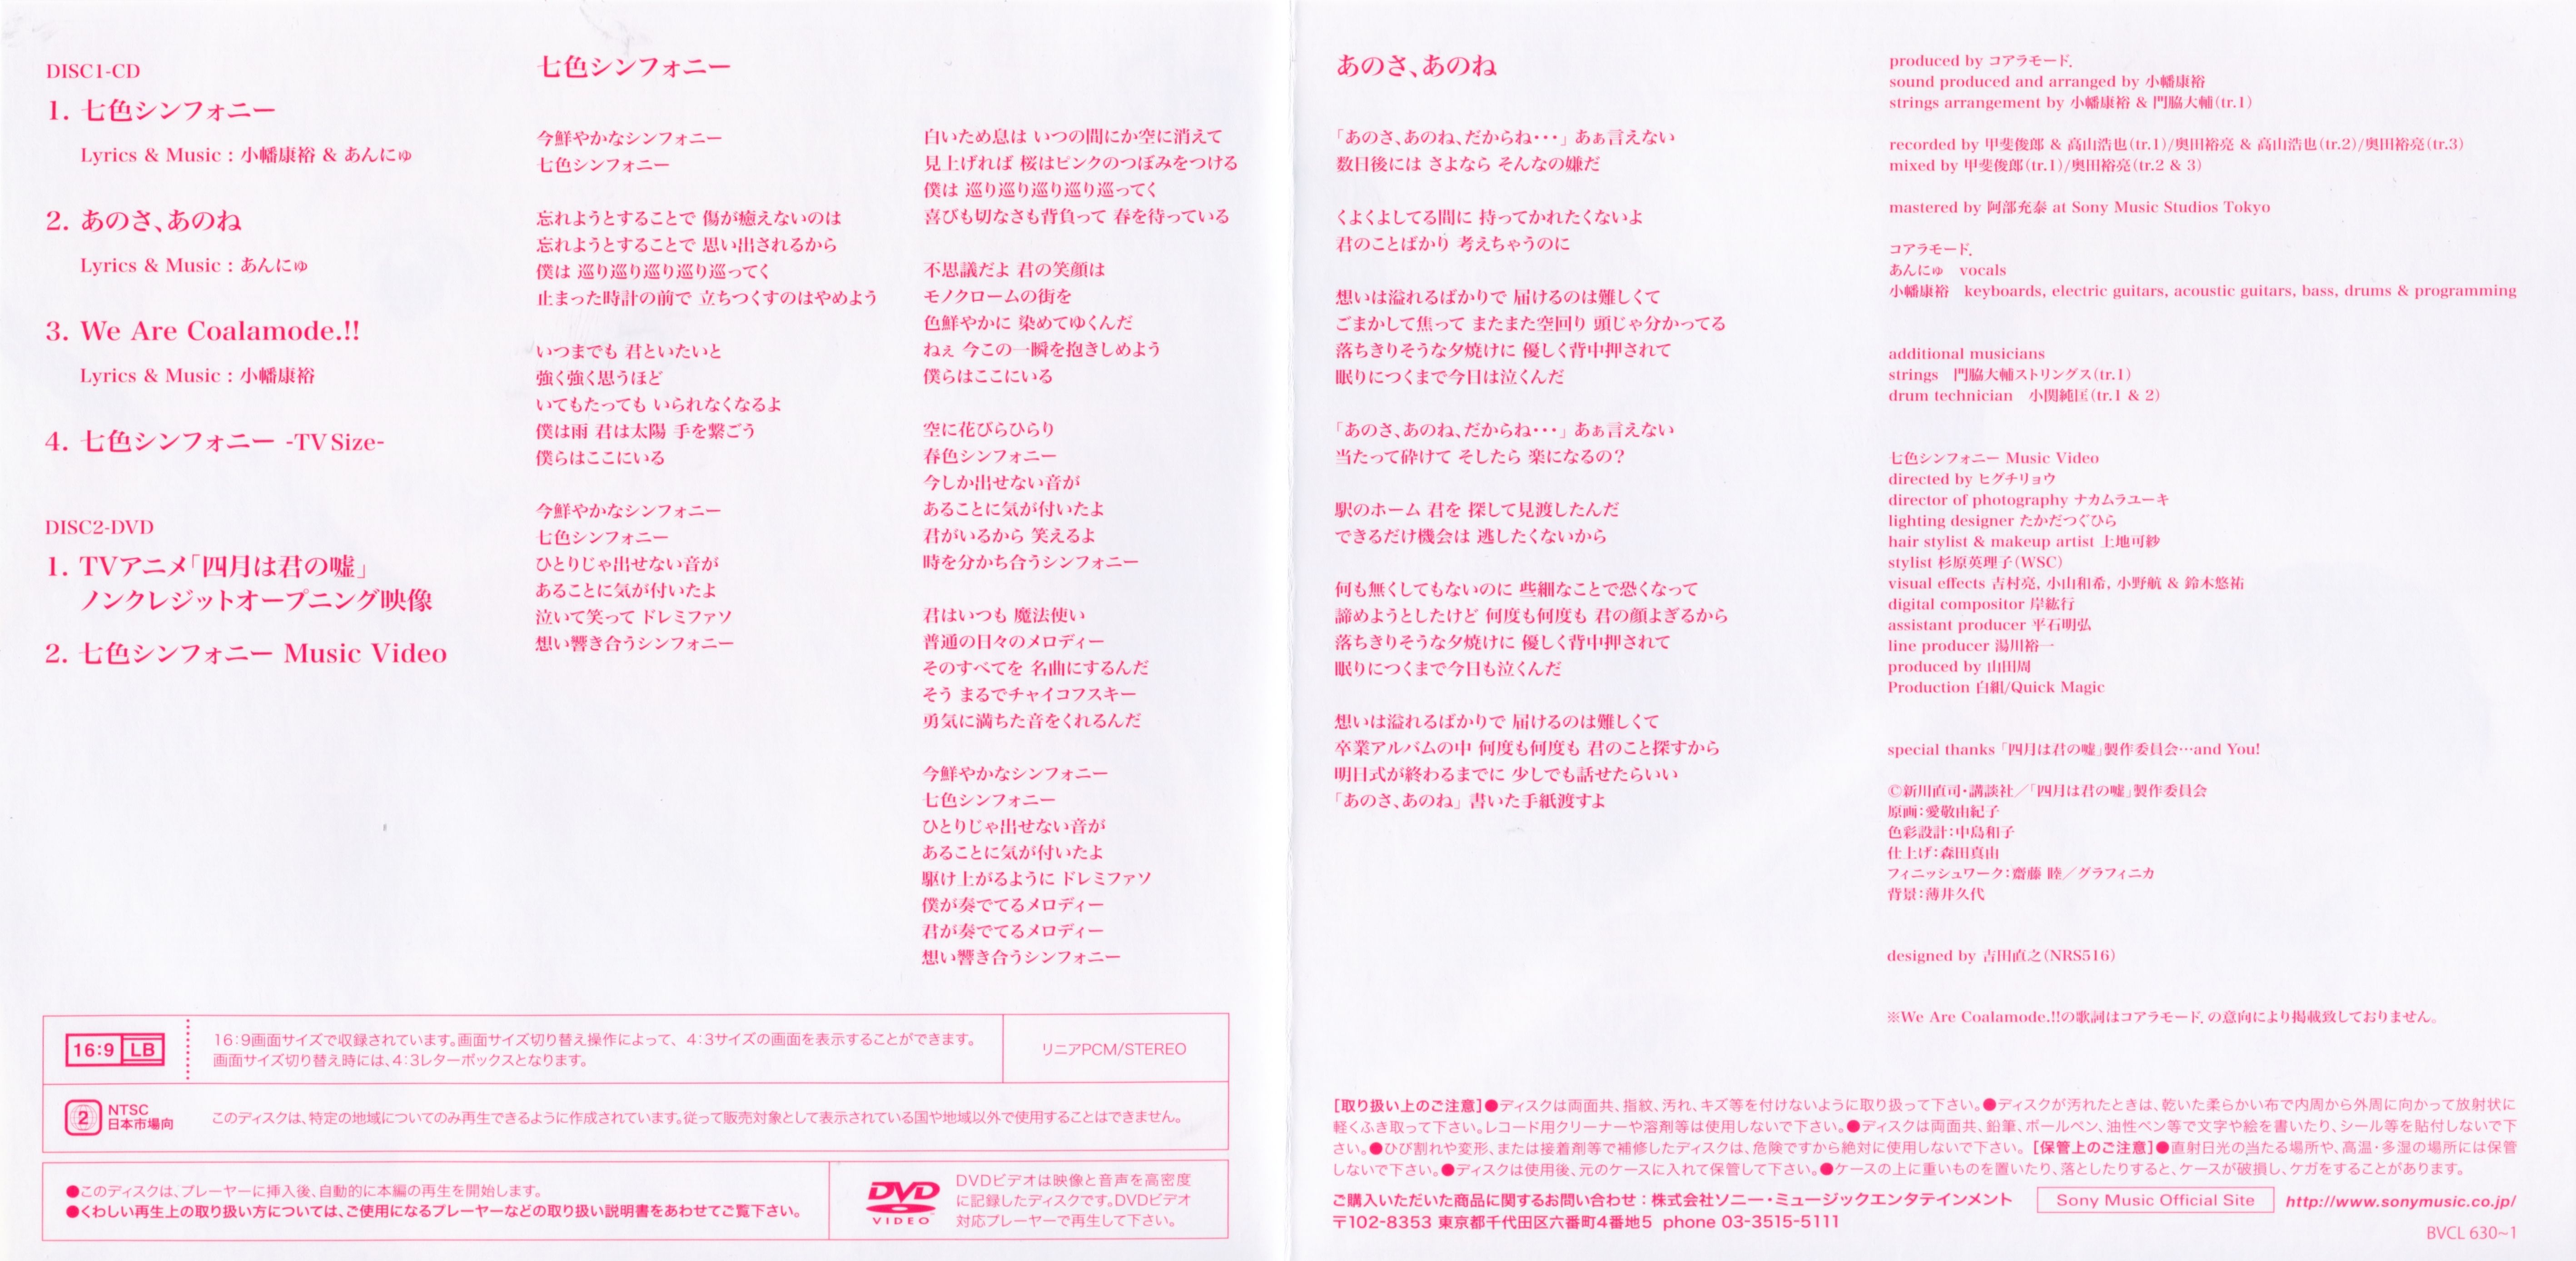 DISC1-CD
1. 七色シンフォニー
Lyrics & Music : 小幡康裕 & あんにゅ
2. あのさ、あのね
Lyrics & Music : あんにゅ
3. We Are Coalamode.!!
Lyrics & Music : 小幡康裕
4. 七色シンフォニー -TV Size-
DISC2-DVD
1. TVアニメ「四月は君の嘘」
ノンクレジットオープニング映像
2. 七色シンフォニー Music Video
七色シンフォニー
今鮮やかなシンフォニー
七色シンフォニー
忘れようとすることで 傷が癒えないのは
忘れようとすることで 思い出されるから
僕は 巡り巡り巡り巡り巡ってく
止まった時計の前で 立ちつくすのはやめよう
いつまでも 君といたいと
強く強く思うほど
いてもたっても いられなくなるよ
僕は雨 君は太陽 手を繋ごう
僕らはここにいる
今鮮やかなシンフォニー
七色シンフォニー
ひとりじゃ出せない音が
あることに気が付いたよ
泣いて笑って ドレミファソ
想い響き合うシンフォニー
白いため息は いつの間にか空に消えて
見上げれば 桜はピンクのつぼみをつける
僕は 巡り巡り巡り巡り巡ってく
喜びも切なさも背負って 春を待っている
不思議だよ 君の笑顔は
モノクロームの街を
色鮮やかに 染めてゆくんだ
ねぇ 今この一瞬を抱きしめよう
僕らはここにいる
空に花びらひらり
春色シンフォニー
今しか出せない音が
あることに気が付いたよ
君がいるから 笑えるよ
時を分かち合うシンフォニー
君はいつも 魔法使い
普通の日々のメロディー
そのすべてを 名曲にするんだ
そう まるでチャイコフスキー
勇気に満ちた音をくれるんだ
今鮮やかなシンフォニー
七色シンフォニー
ひとりじゃ出せない音が
あることに気が付いたよ
駆け上がるように ドレミファソ
僕が奏でてるメロディー
君が奏でてるメロディー
想い響き合うシンフォニー
16:9 LB
16:9画面サイズで収録されています。画面サイズ切り替え操作によって、4:3サイズの画面を表示することができます。
画面サイズ切り替え時には、4:3レターボックスとなります。
リニアPCM/STEREO
2
NTSC
日本市場向
このディスクは、特定の地域についてのみ再生できるように作成されています。従って販売対象として表示されている国や地域以外で使用することはできません。
●このディスクは、プレーヤーに挿入後、自動的に本編の再生を開始します。
●くわしい再生上の取り扱い方については、ご使用になるプレーヤーなどの取り扱い説明書をあわせてご覧下さい。
DVD
VIDEO
DVDビデオは映像と音声を高密度
に記録したディスクです。DVDビデオ
対応プレーヤーで再生して下さい。
あのさ、あのね
「あのさ、あのね、だからね・・・」 あぁ言えない
数日後には さよなら そんなの嫌だ
くよくよしてる間に 持ってかれたくないよ
君のことばかり 考えちゃうのに
想いは溢れるばかりで 届けるのは難しくて
ごまかして焦って またまた空回り 頭じゃ分かってる
落ちきりそうな夕焼けに 優しく背中押されて
眠りにつくまで今日は泣くんだ
「あのさ、あのね、だからね・・・」 あぁ言えない
当たって砕けて そしたら 楽になるの?
駅のホーム 君を 探して見渡したんだ
できるだけ機会は 逃したくないから
何も無くしてもないのに 些細なことで恐くなって
諦めようとしたけど 何度も何度も 君の顔よぎるから
落ちきりそうな夕焼けに 優しく背中押されて
眠りにつくまで今日も泣くんだ
想いは溢れるばかりで 届けるのは難しくて
卒業アルバムの中 何度も何度も 君のこと探すから
明日式が終わるまでに 少しでも話せたらいい
「あのさ、あのね」 書いた手紙渡すよ
produced by コアラモード.
sound produced and arranged by 小幡康裕
strings arrangement by 小幡康裕 & 門脇大輔(tr.1)
recorded by 甲斐俊郎 & 高山浩也(tr.1)/奥田裕亮 & 高山浩也(tr.2)/奥田裕亮(tr.3)
mixed by 甲斐俊郎(tr.1)/奥田裕亮(tr.2 & 3)
mastered by 阿部充泰 at Sony Music Studios Tokyo
コアラモード.
あんにゅ vocals
小幡康裕 keyboards, electric guitars, acoustic guitars, bass, drums & programming
additional musicians
strings 門脇大輔ストリングス(tr.1)
drum technician 小関純匡(tr.1 & 2)
七色シンフォニー Music Video
directed by ヒグチリョウ
director of photography ナカムラユーキ
lighting designer たかだつぐひら
hair stylist & makeup artist 上地可紗
stylist 杉原英理子(WSC)
visual effects 吉村亮, 小山和希, 小野航 & 鈴木悠祐
digital compositor 岸紘行
assistant producer 平石明弘
line producer 湯川裕一
produced by 山田周
Production 白組/Quick Magic
special thanks 「四月は君の嘘」製作委員会…and You!
©新川直司・講談社／「四月は君の嘘」製作委員会
原画:愛敬由紀子
色彩設計:中島和子
仕上げ:森田真由
フィニッシュワーク:齋藤 睦／グラフィニカ
背景:薄井久代
designed by 吉田直之(NRS516)
※We Are Coalamode.!!の歌詞はコアラモード.の意向により掲載致しておりません。
[取り扱い上のご注意]●ディスクは両面共、指紋、汚れ、キズ等を付けないように取り扱って下さい。●ディスクが汚れたときは、乾いた柔らかい布で内周から外周に向かって放射状に
軽くふき取って下さい。レコード用クリーナーや溶剤等は使用しないで下さい。●ディスクは両面共、鉛筆、ボールペン、油性ペン等で文字や絵を書いたり、シール等を貼付しないで下
さい。●ひび割れや変形、または接着剤等で補修したディスクは、危険ですから絶対に使用しないで下さい。 [保管上のご注意]●直射日光の当たる場所や、高温・多湿の場所には保管
しないで下さい。●ディスクは使用後、元のケースに入れて保管して下さい。●ケースの上に重いものを置いたり、落としたりすると、ケースが破損し、ケガをすることがあります。
ご購入いただいた商品に関するお問い合わせ：株式会社ソニー・ミュージックエンタテインメント
Sony Music Official Site http://www.sonymusic.co.jp/
〒102-8353 東京都千代田区六番町4番地5 phone 03-3515-5111
BVCL 630~1